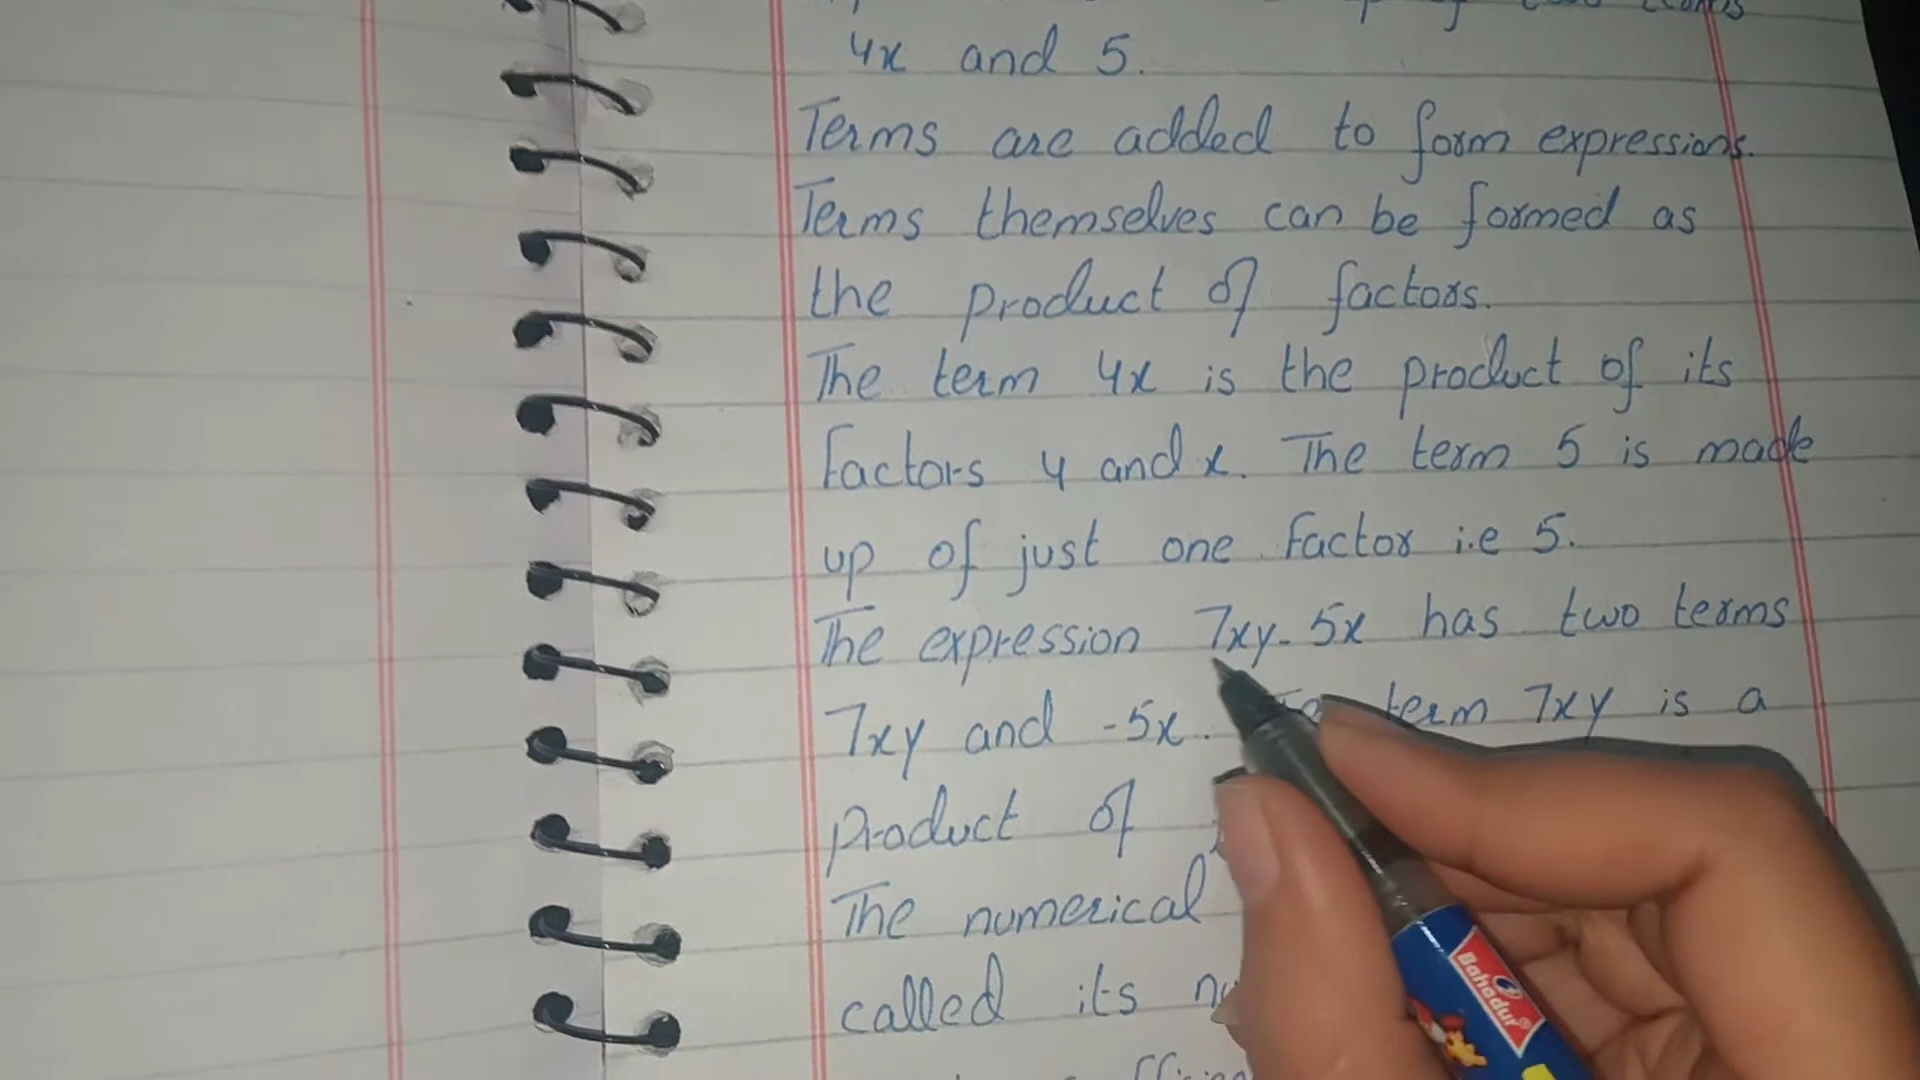 two terms
4x and 5.
Terms are added to form expressions.
Terms themselves can be formed as
the product of factors.
The term 4x is the product of its
factors 4 and x. The term 5 is made
up of just one factor i.e 5.
The expression 7xy-5x has two terms
7xy and -5x. term 7xy is a
product of
The numerical
called its
Bahadur